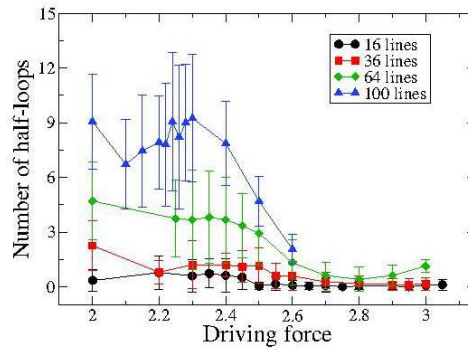 15
12
9
6
3
0
Number of half-loops
16 lines
36 lines
64 lines
100 lines
2
2.2
2.4
2.6
2.8
3
Driving force